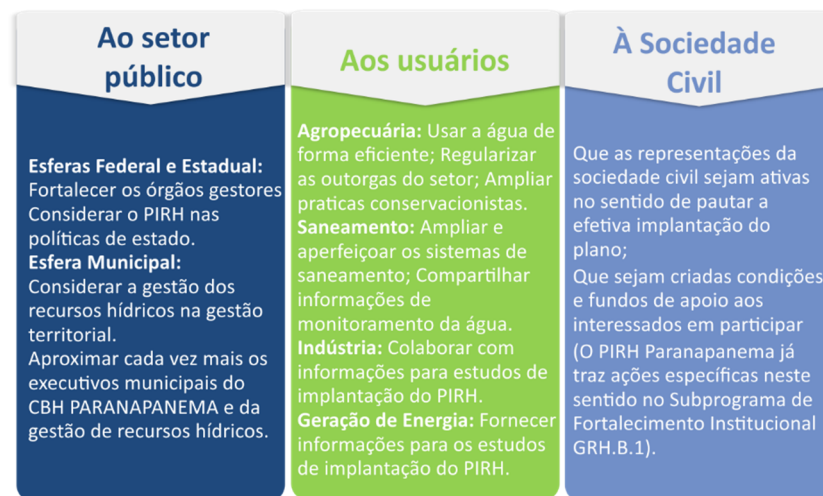 Ao setor
público
Esferas Federal e Estadual:
Fortalecer os órgãos gestores
Considerar o PIRH nas
políticas de estado.
Esfera Municipal:
Considerar a gestão dos
recursos hídricos na gestão
territorial.
Aproximar cada vez mais os
executivos municipais do
CBH PARANAPANEMA e da
gestão de recursos hídricos.
Aos usuários
Agropecuária: Usar a água de
forma eficiente; Regularizar
as outorgas do setor; Ampliar
praticas conservacionistas.
Saneamento: Ampliar e
aperfeiçoar os sistemas de
saneamento; Compartilhar
informações de
monitoramento da água.
Indústria: Colaborar com
informações para estudos de
implantação do PIRH.
Geração de Energia: Fornecer
informações para os estudos
de implantação do PIRH.
À Sociedade
Civil
Que as representações da
sociedade civil sejam ativas
no sentido de pautar a
efetiva implantação do
plano;
Que sejam criadas condições
e fundos de apoio aos
interessados em participar
(O PIRH Paranapanema já
traz ações específicas neste
sentido no Subprograma de
Fortalecimento Institucional
GRH.B.1).